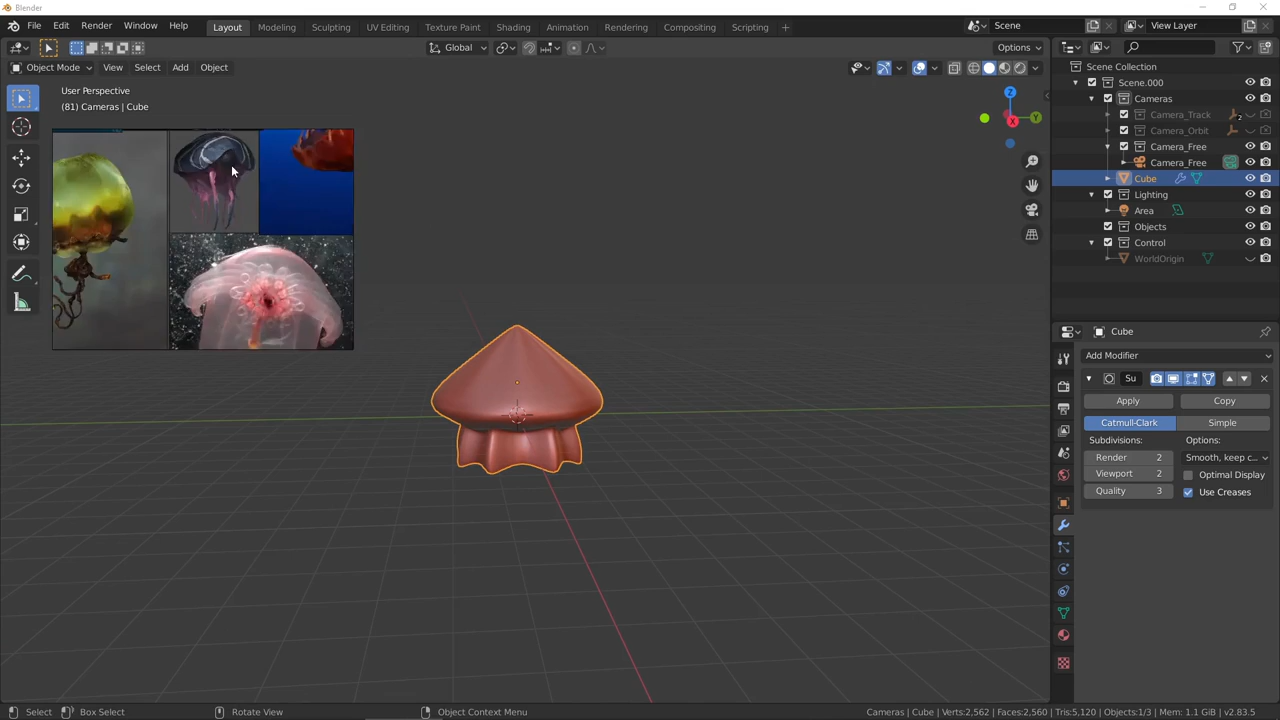 Blender
File Edit Render Window Help
Layout Modeling Sculpting UV Editing Texture Paint Shading Animation Rendering Compositing Scripting +
Scene View Layer
Global Options
Object Mode View Select Add Object
User Perspective
(81) Cameras | Cube
Z
Y
X
Scene Collection
Scene.000
Cameras
Camera_Track 2
Camera_Orbit
Camera_Free
Camera_Free
Cube
Lighting
Area
Objects
Control
WorldOrigin
Cube
Add Modifier
Su
Apply Copy
Catmull-Clark Simple
Subdivisions: Options:
Render 2 Smooth, keep c...
Viewport 2 Optimal Display
Quality 3 Use Creases
Select Box Select Rotate View Object Context Menu Cameras | Cube | Verts:2,562 | Faces:2,560 | Tris:5,120 | Objects:1/3 | Mem: 1.1 GiB | v2.83.5